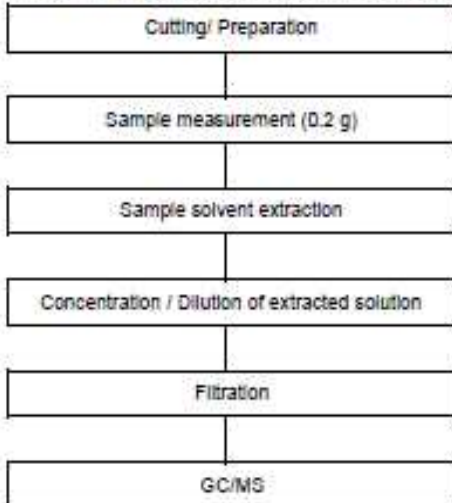 Cutting/ Preparation
Sample measurement (0.2 g)
Sample solvent extraction
Concentration / Dilution of extracted solution
Filtration
GC/MS